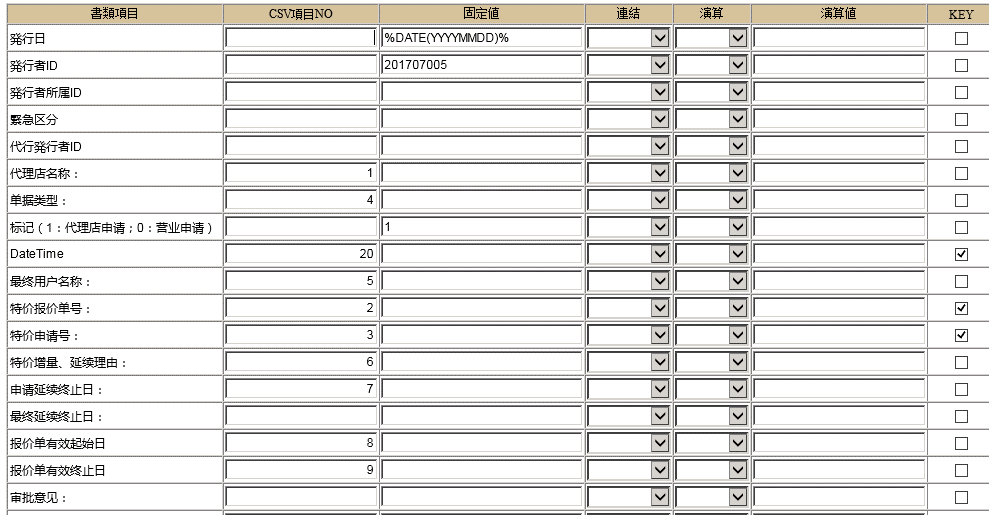 書類項目 CSV項目NO 固定値 連結 演算 演算値 KEY
発行日 %DATE(YYYYMMDD)%
発行者ID 201707005
発行者所属ID
緊急区分
代行発行者ID
代理店名称： 1
单据类型： 4
标记（1：代理店申请；0：营业申请） 1
DateTime 20
最终用户名称： 5
特价报价单号： 2
特价申请号： 3
特价增量、延续理由： 6
申请延续终止日： 7
最终延续终止日：
报价单有效起始日 8
报价单有效终止日 9
审批意见：